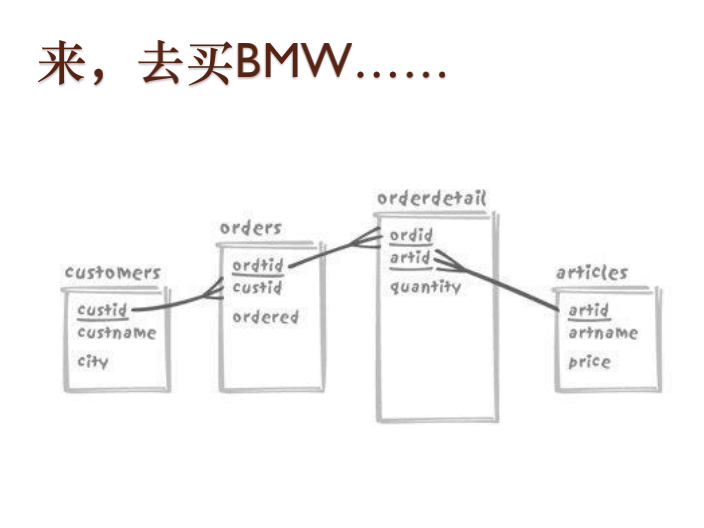 来，去买BMW……
customers
custid
custname
city
orders
ordtid
custid
ordered
orderdetail
ordid
artid
quantity
articles
artid
artname
price